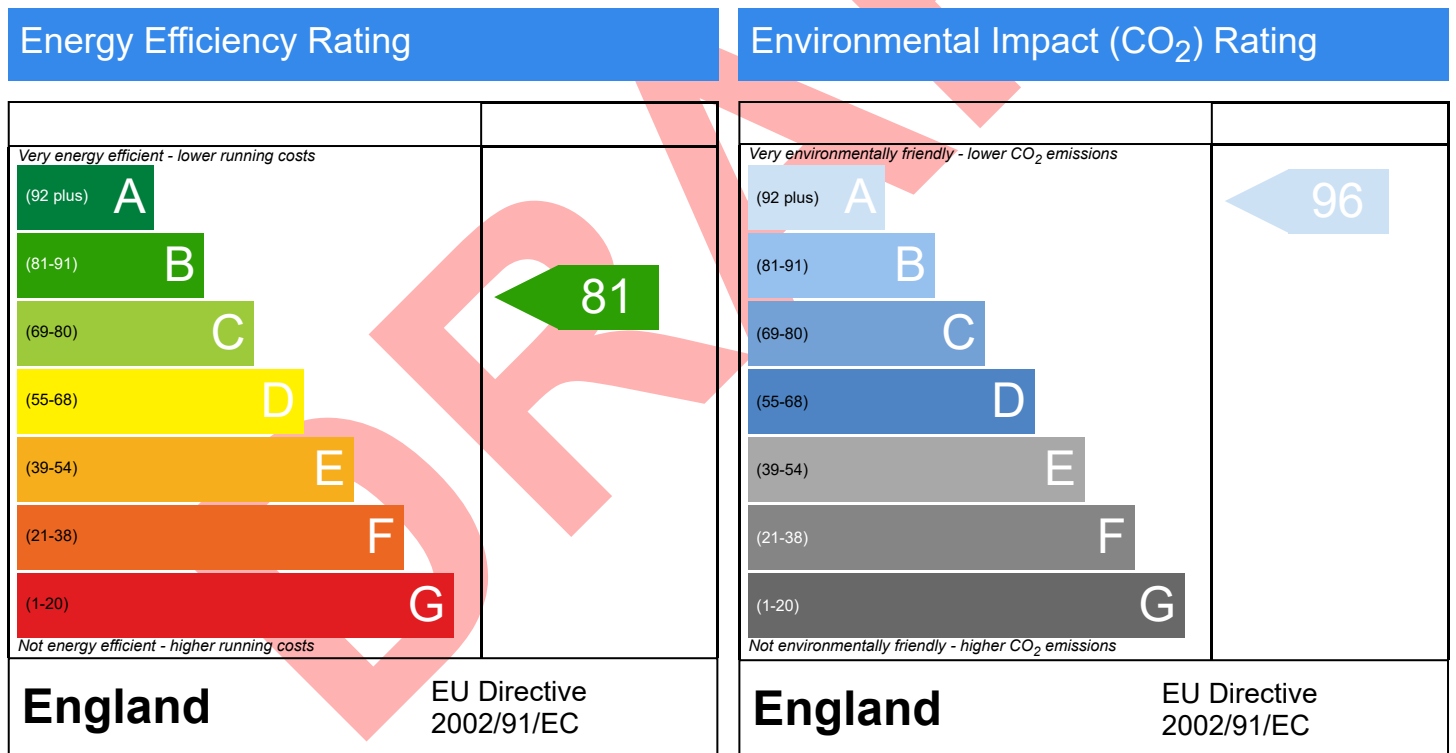 Energy Efficiency Rating
Very energy efficient - lower running costs
(92 plus) A
(81-91) B
(69-80) C
(55-68) D
(39-54) E
(21-38) F
(1-20) G
Not energy efficient - higher running costs
81
England
EU Directive
2002/91/EC
Environmental Impact (CO₂) Rating
Very environmentally friendly - lower CO₂ emissions
(92 plus) A
(81-91) B
(69-80) C
(55-68) D
(39-54) E
(21-38) F
(1-20) G
Not environmentally friendly - higher CO₂ emissions
96
England
EU Directive
2002/91/EC